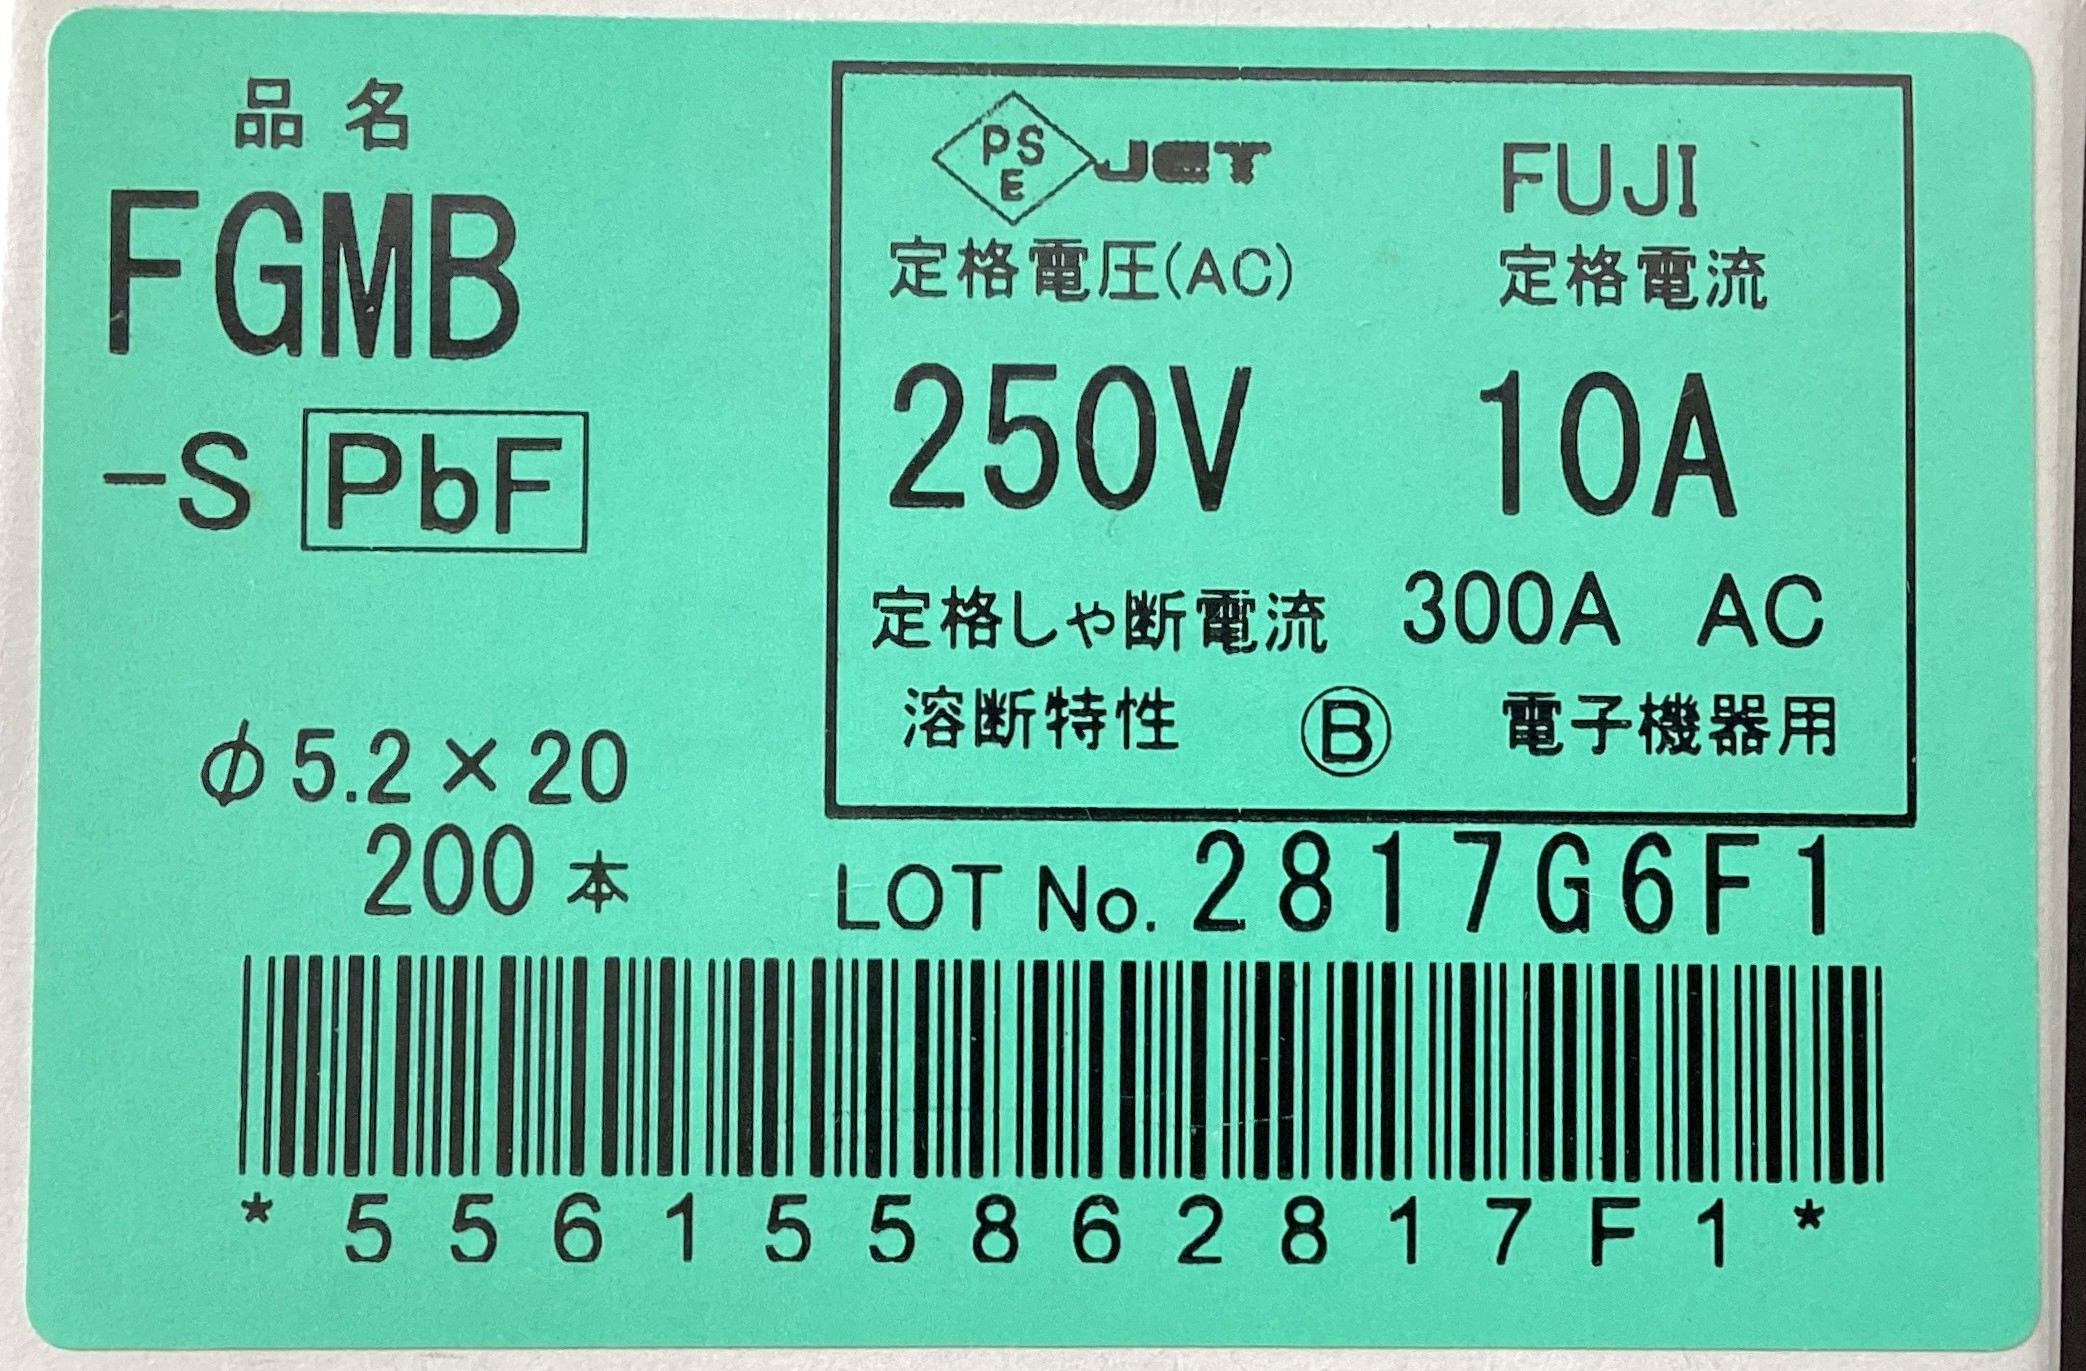 品名
FGMB
-S PbF
φ5.2×20
200本
PS
E
JET
FUJI
定格電圧(AC)
定格電流
250V
10A
定格しゃ断電流 300A AC
溶断特性 Ⓑ 電子機器用
LOT No. 2817G6F1
*556155862817F1*